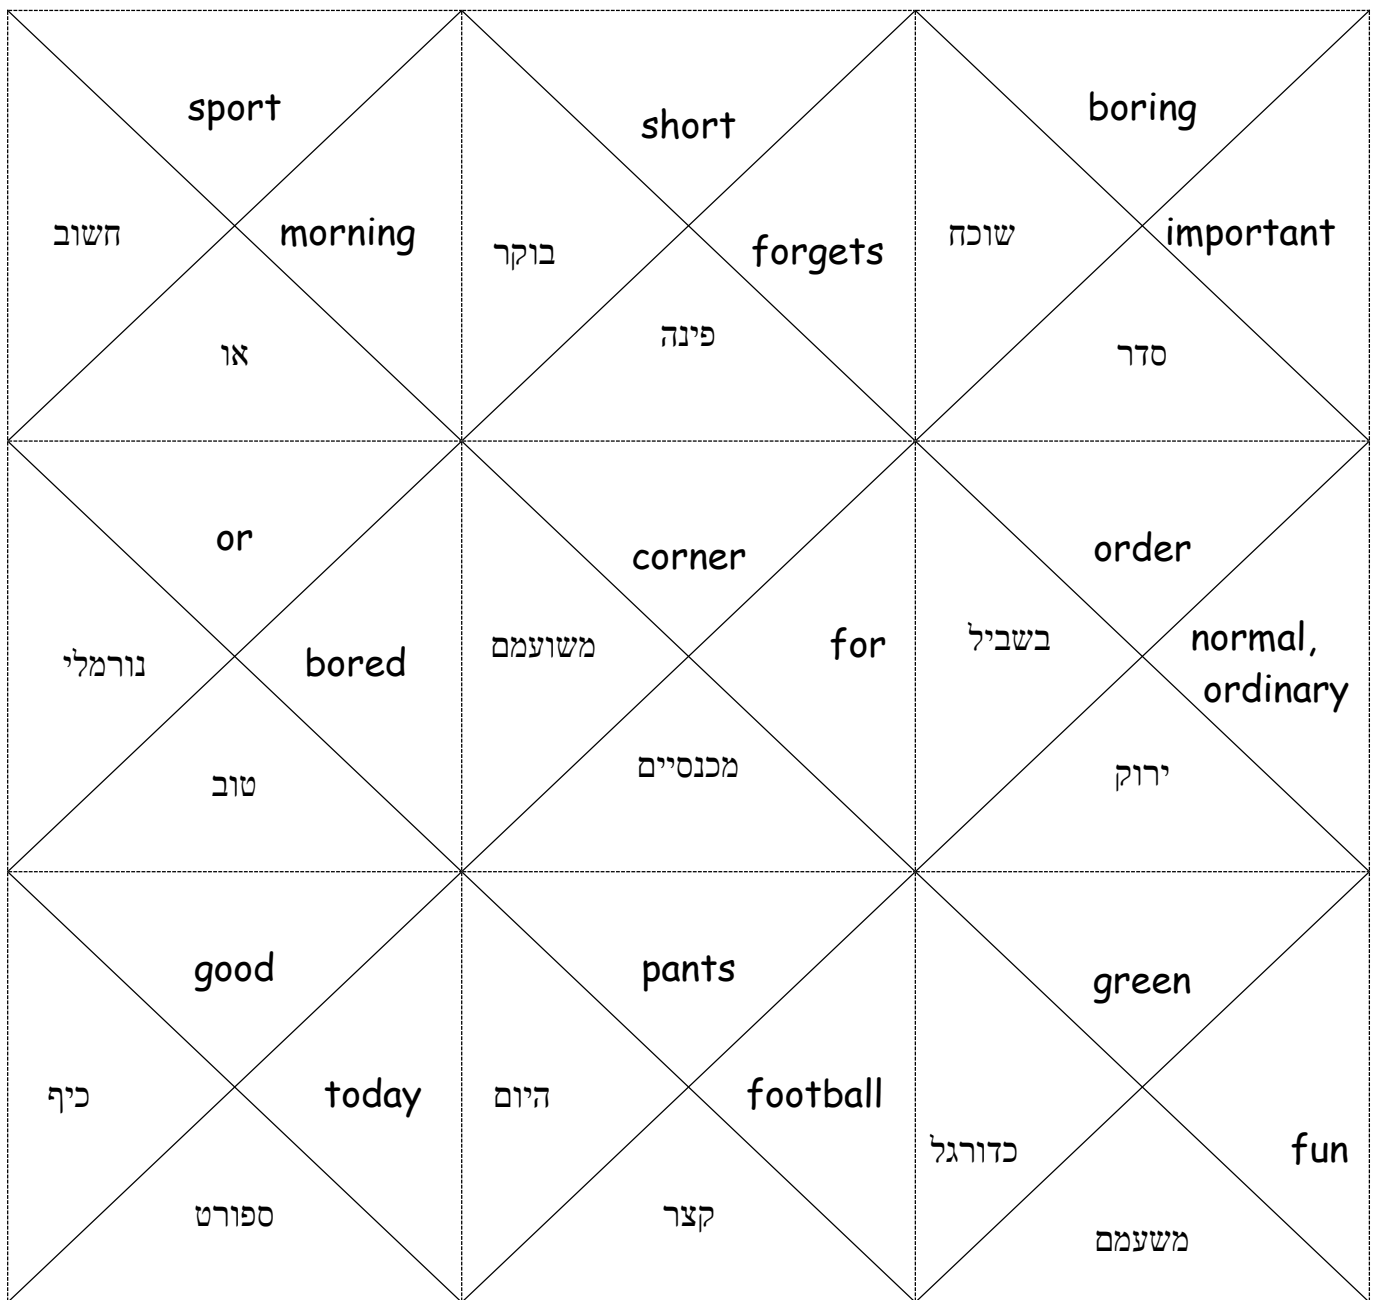 sport
חשוב
morning
או
short
בוקר
forgets
פינה
boring
שוכח
important
סדר
or
נורמלי
bored
טוב
corner
משועמם
for
מכנסיים
order
בשביל
normal,
ordinary
ירוק
good
כיף
today
ספורט
pants
היום
football
קצר
green
כדורגל
fun
משעמם